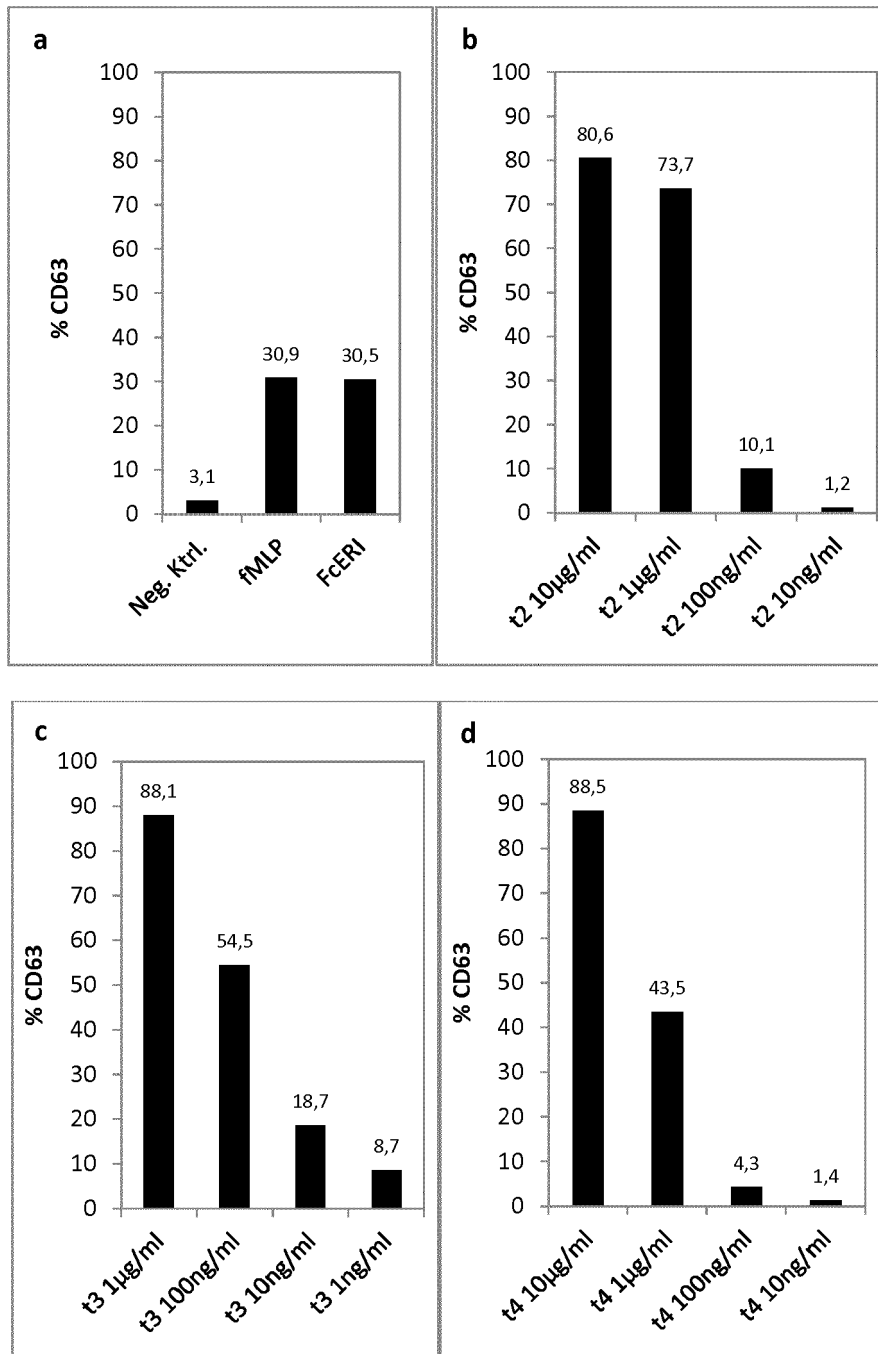 a
100
90
80
70
60
50
40
30
20
10
0
% CD63
3,1
30,9
30,5
Neg. Ktrl.
fMLP
FcERI
b
100
90
80
70
60
50
40
30
20
10
0
% CD63
80,6
73,7
10,1
1,2
t2 10µg/ml
t2 1µg/ml
t2 100ng/ml
t2 10ng/ml
c
100
90
80
70
60
50
40
30
20
10
0
% CD63
88,1
54,5
18,7
8,7
t3 1µg/ml
t3 100ng/ml
t3 10ng/ml
t3 1ng/ml
d
100
90
80
70
60
50
40
30
20
10
0
% CD63
88,5
43,5
4,3
1,4
t4 10µg/ml
t4 1µg/ml
t4 100ng/ml
t4 10ng/ml